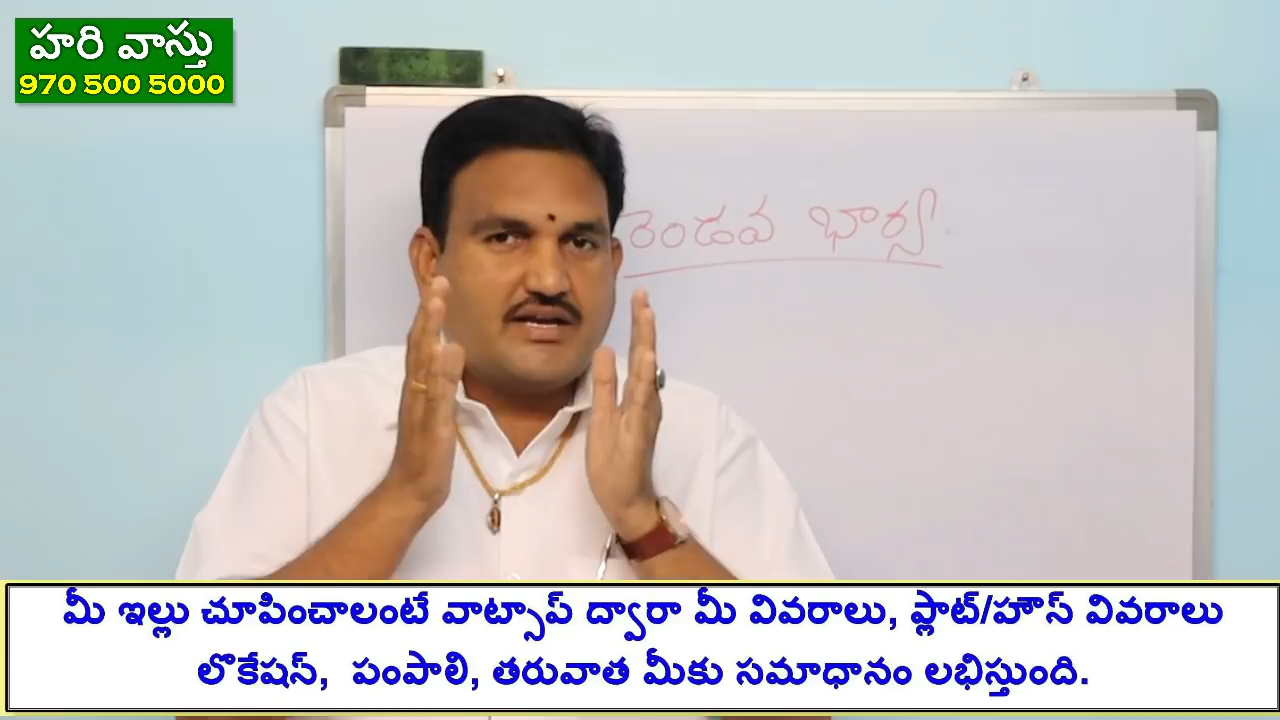 హరి వాస్తు
970 500 5000
రెండవ భార్య
మీ ఇల్లు చూపించాలంటే వాట్సాప్ ద్వారా మీ వివరాలు, ప్లాట్/హౌస్ వివరాలు
లొకేషన్,  పంపాలి, తరువాత మీకు సమాధానం లభిస్తుంది.